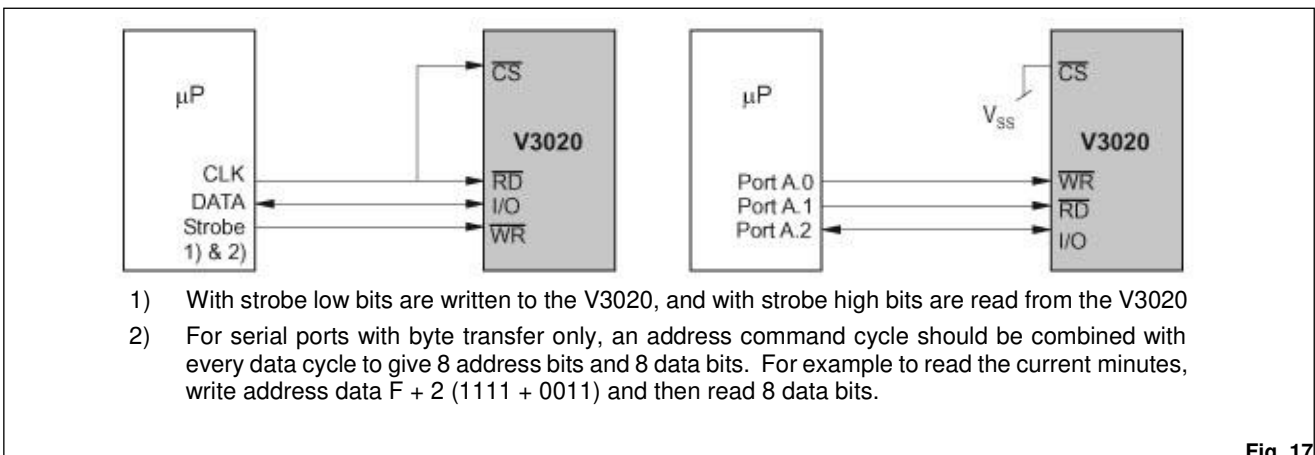 μP
CLK
DATA
Strobe
1) & 2)
CS
V3020
RD
I/O
WR
μP
Port A.0
Port A.1
Port A.2
VSS
CS
V3020
WR
RD
I/O
1) With strobe low bits are written to the V3020, and with strobe high bits are read from the V3020
2) For serial ports with byte transfer only, an address command cycle should be combined with
every data cycle to give 8 address bits and 8 data bits. For example to read the current minutes,
write address data F + 2 (1111 + 0011) and then read 8 data bits.
Fig. 17